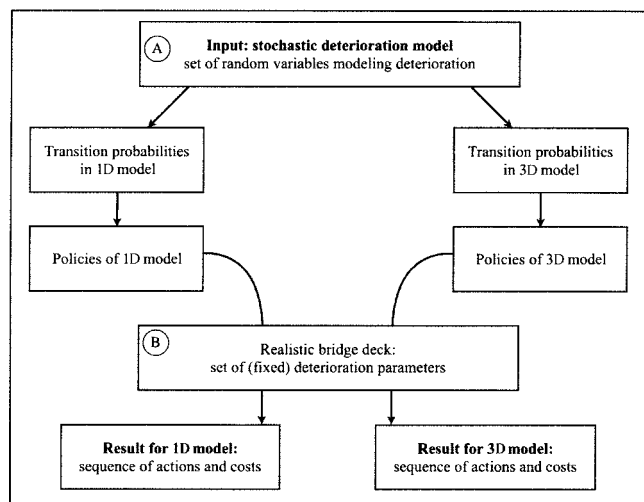 A
Input: stochastic deterioration model
set of random variables modeling deterioration
Transition probabilities
in 1D model
Transition probabilities
in 3D model
Policies of 1D model
Policies of 3D model
B
Realistic bridge deck:
set of (fixed) deterioration parameters
Result for 1D model:
sequence of actions and costs
Result for 3D model:
sequence of actions and costs